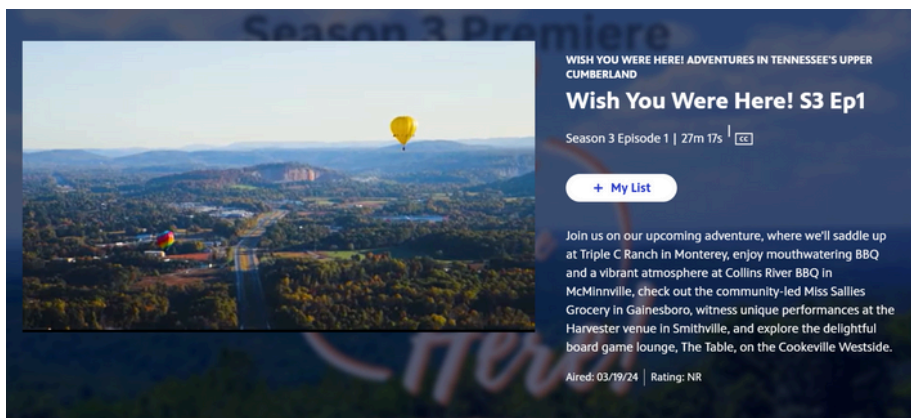 Season 3 Premiere
WISH YOU WERE HERE! ADVENTURES IN TENNESSEE'S UPPER
CUMBERLAND
Wish You Were Here! S3 Ep1
Season 3 Episode 1 | 27m 17s | CC
+ My List
Join us on our upcoming adventure, where we'll saddle up
at Triple C Ranch in Monterey, enjoy mouthwatering BBQ
and a vibrant atmosphere at Collins River BBQ in
McMinnville, check out the community-led Miss Sallies
Grocery in Gainesboro, witness unique performances at the
Harvester venue in Smithville, and explore the delightful
board game lounge, The Table, on the Cookeville Westside.
Here
Aired: 03/19/24 | Rating: NR